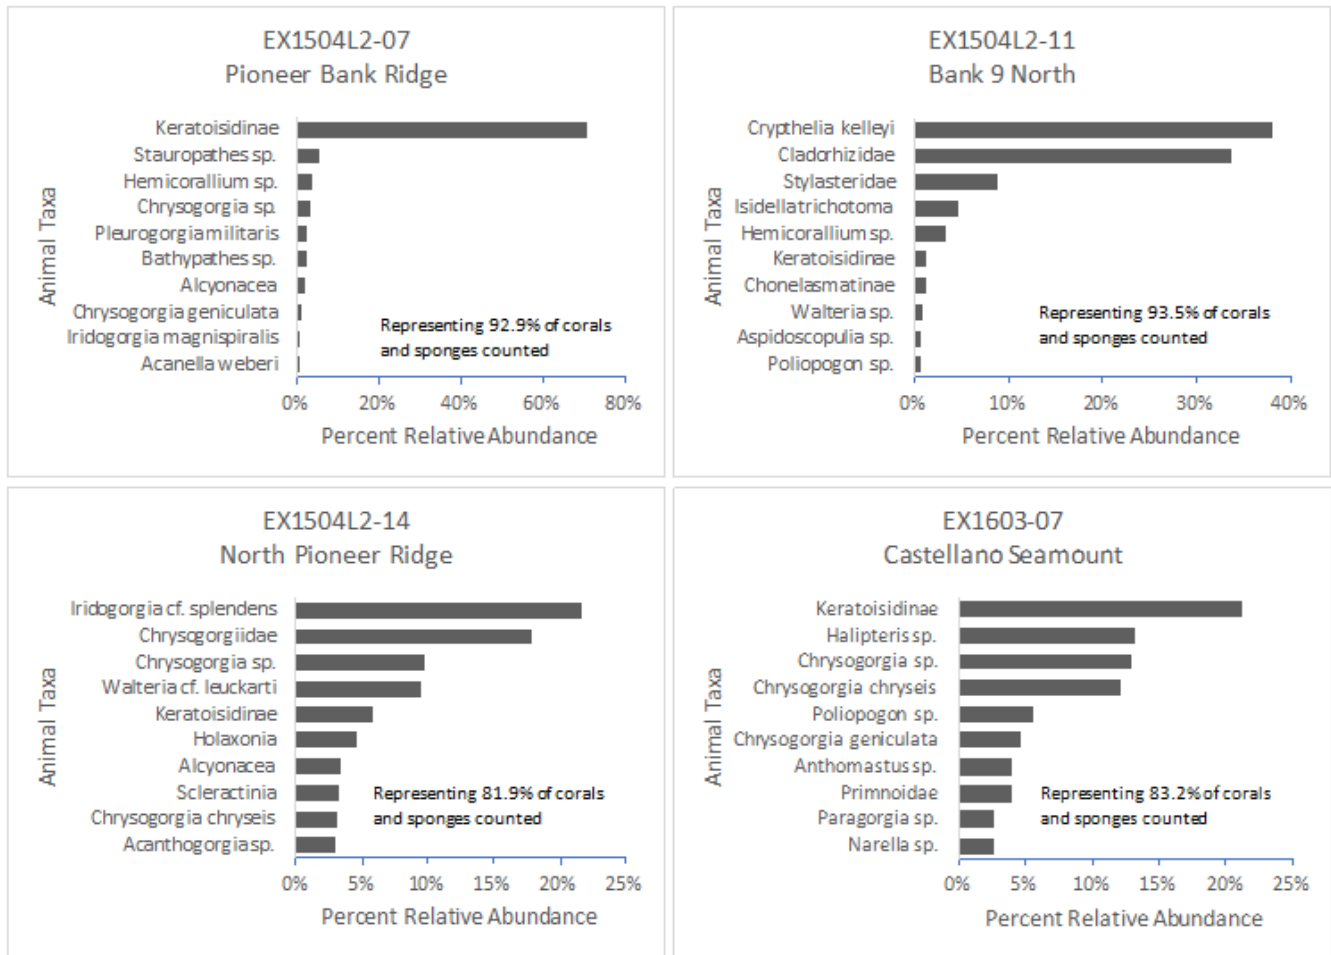 EX1504L2-07
Pioneer Bank Ridge
Animal Taxa
Keratoisidinae
Stauropathes sp.
Hemicorallium sp.
Chrysogorgia sp.
Pleurogorgia militaris
Bathypathes sp.
Alcyonacea
Chrysogorgia geniculata
Iridogorgia magnispiralis
Acanella weberi
Representing 92.9% of corals
and sponges counted
0% 20% 40% 60% 80%
Percent Relative Abundance
EX1504L2-11
Bank 9 North
Animal Taxa
Crypthelia kelleyi
Cladorhizidae
Stylasteridae
Isidella trichotoma
Hemicorallium sp.
Keratoisidinae
Chonelasmatinae
Walteria sp.
Aspidoscopulia sp.
Poliopogon sp.
Representing 93.5% of corals
and sponges counted
0% 10% 20% 30% 40%
Percent Relative Abundance
EX1504L2-14
North Pioneer Ridge
Animal Taxa
Iridogorgia cf. splendens
Chrysogorgiidae
Chrysogorgia sp.
Walteria cf. leuckarti
Keratoisidinae
Holaxonia
Alcyonacea
Scleractinia
Chrysogorgia chryseis
Acanthogorgia sp.
Representing 81.9% of corals
and sponges counted
0% 5% 10% 15% 20% 25%
Percent Relative Abundance
EX1603-07
Castellano Seamount
Animal Taxa
Keratoisidinae
Halipteris sp.
Chrysogorgia sp.
Chrysogorgia chryseis
Poliopogon sp.
Chrysogorgia geniculata
Anthomastus sp.
Primnoidae
Paragorgia sp.
Narella sp.
Representing 83.2% of corals
and sponges counted
0% 5% 10% 15% 20% 25%
Percent Relative Abundance